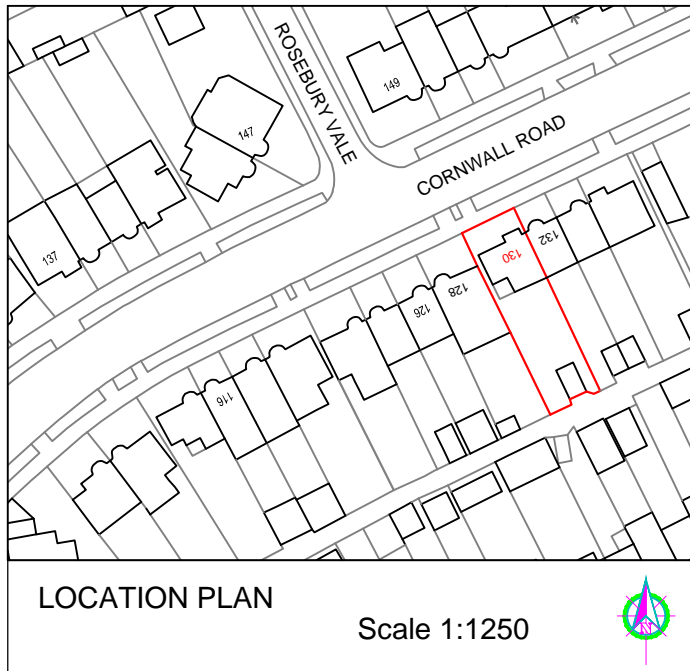 ROSEBURY VALE
149
147
CORNWALL ROAD
137
132
130
128
126
116
LOCATION PLAN
Scale 1:1250
N